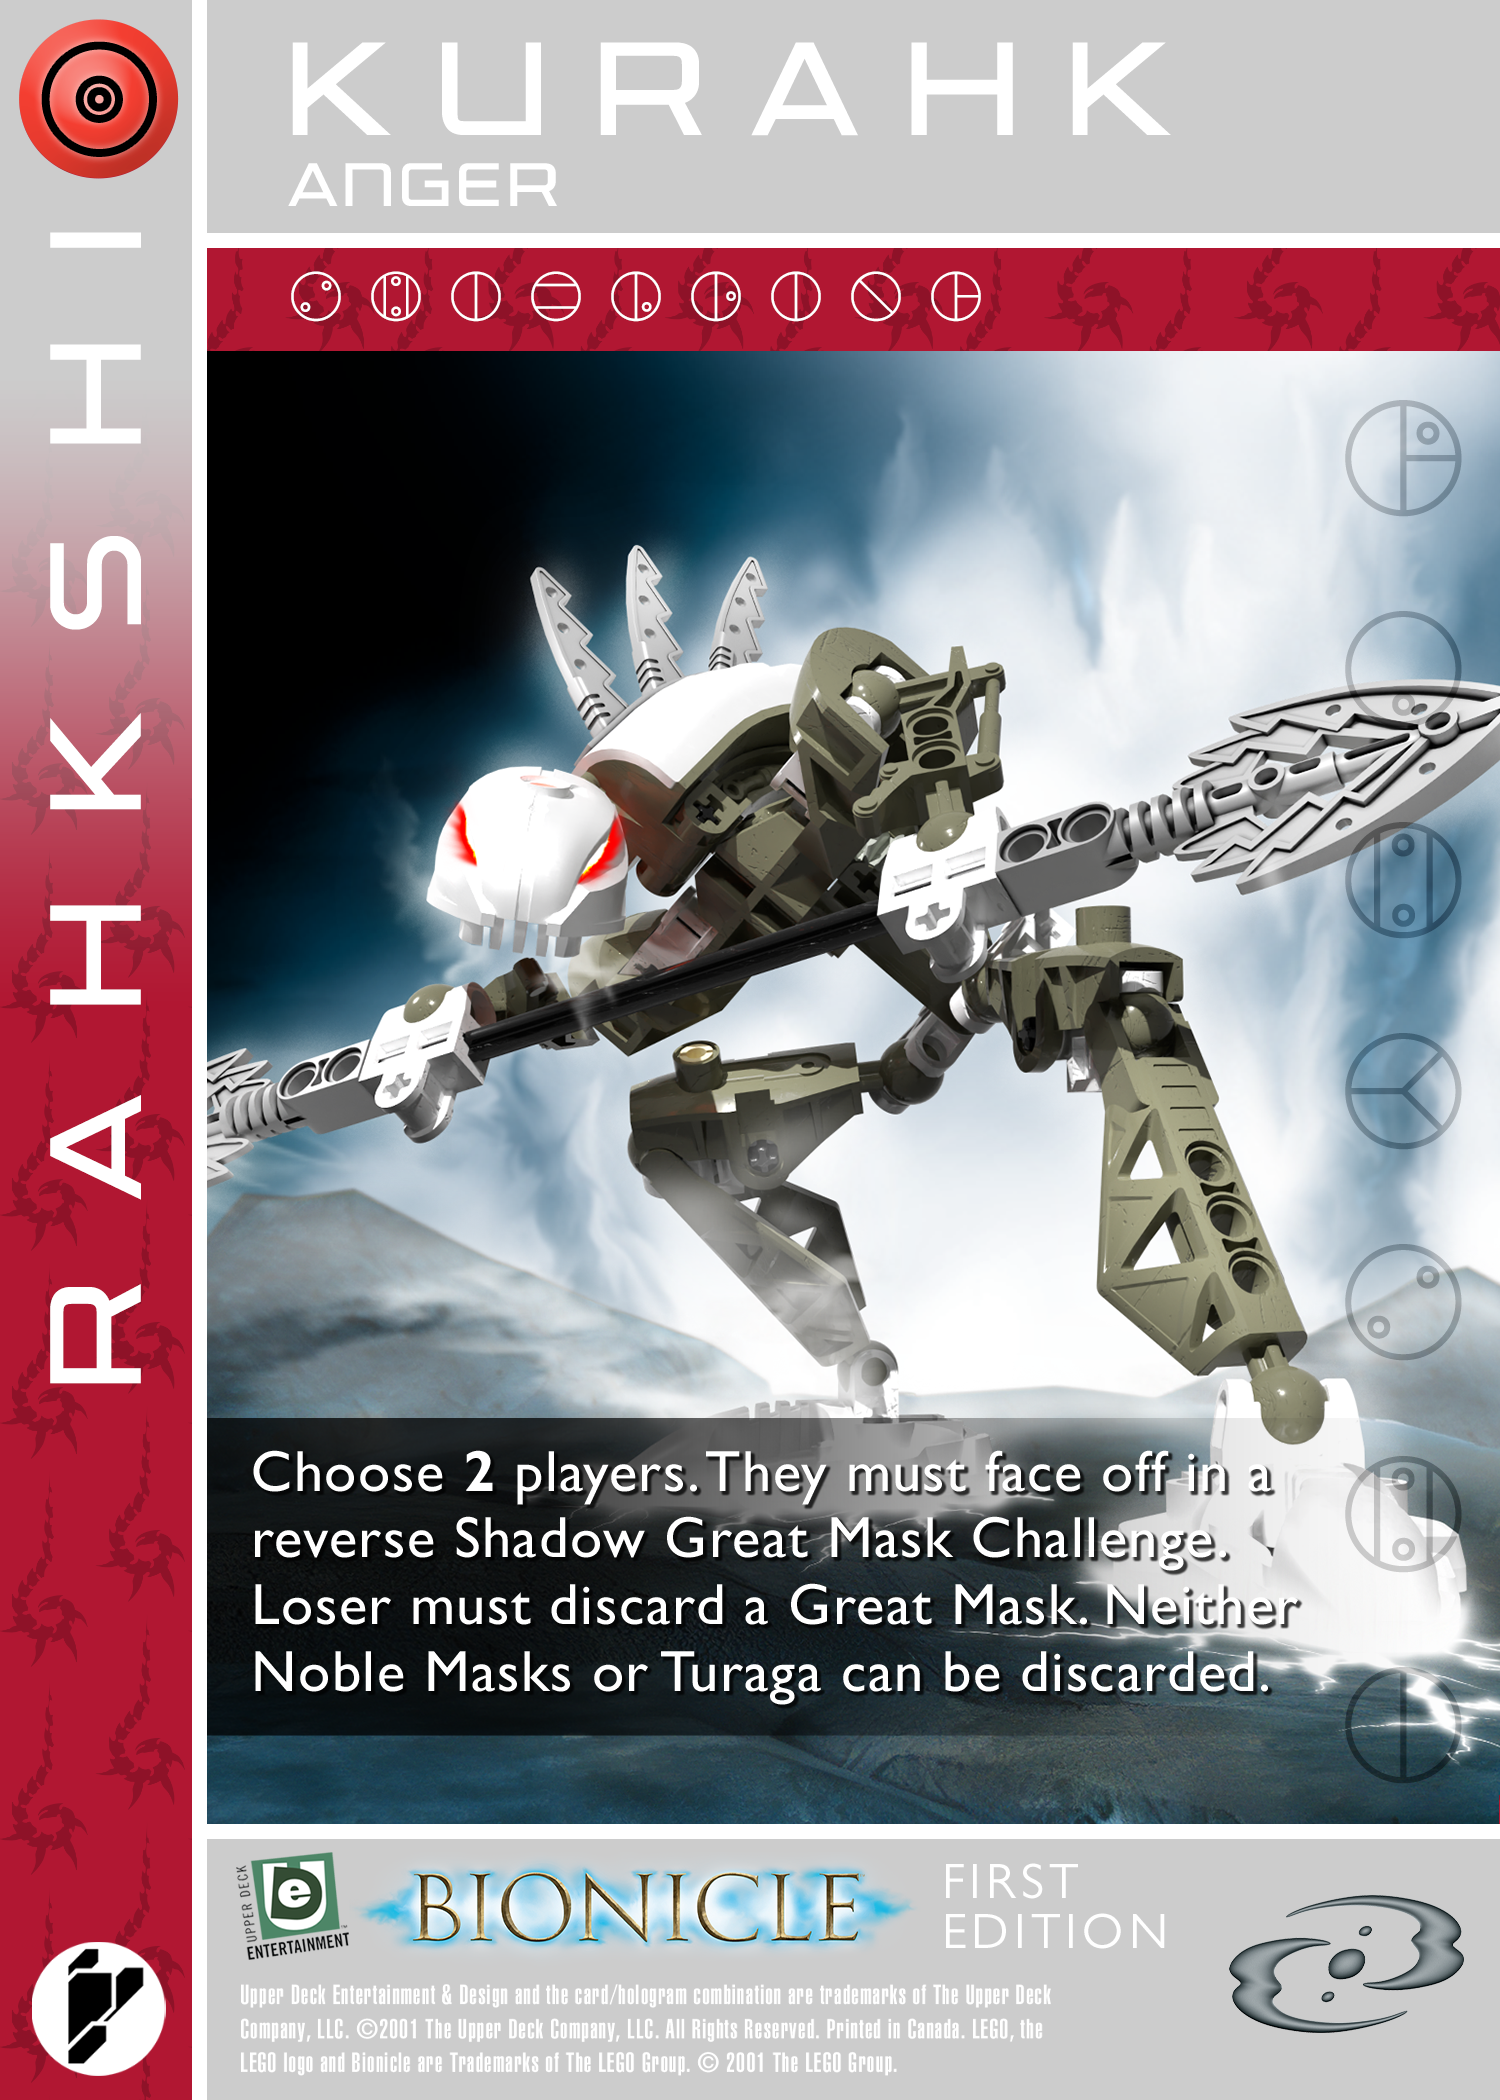 KURAHK
ANGER
RAHKSHI
Choose 2 players. They must face off in a
reverse Shadow Great Mask Challenge.
Loser must discard a Great Mask. Neither
Noble Masks or Turaga can be discarded.
UPPER DECK
e
ENTERTAINMENT
™
BIONICLE
FIRST
EDITION
Upper Deck Entertainment & Design and the card/hologram combination are trademarks of The Upper Deck
Company, LLC. ©2001 The Upper Deck Company, LLC. All Rights Reserved. Printed in Canada. LEGO, the
LEGO logo and Bionicle are Trademarks of The LEGO Group. © 2001 The LEGO Group.